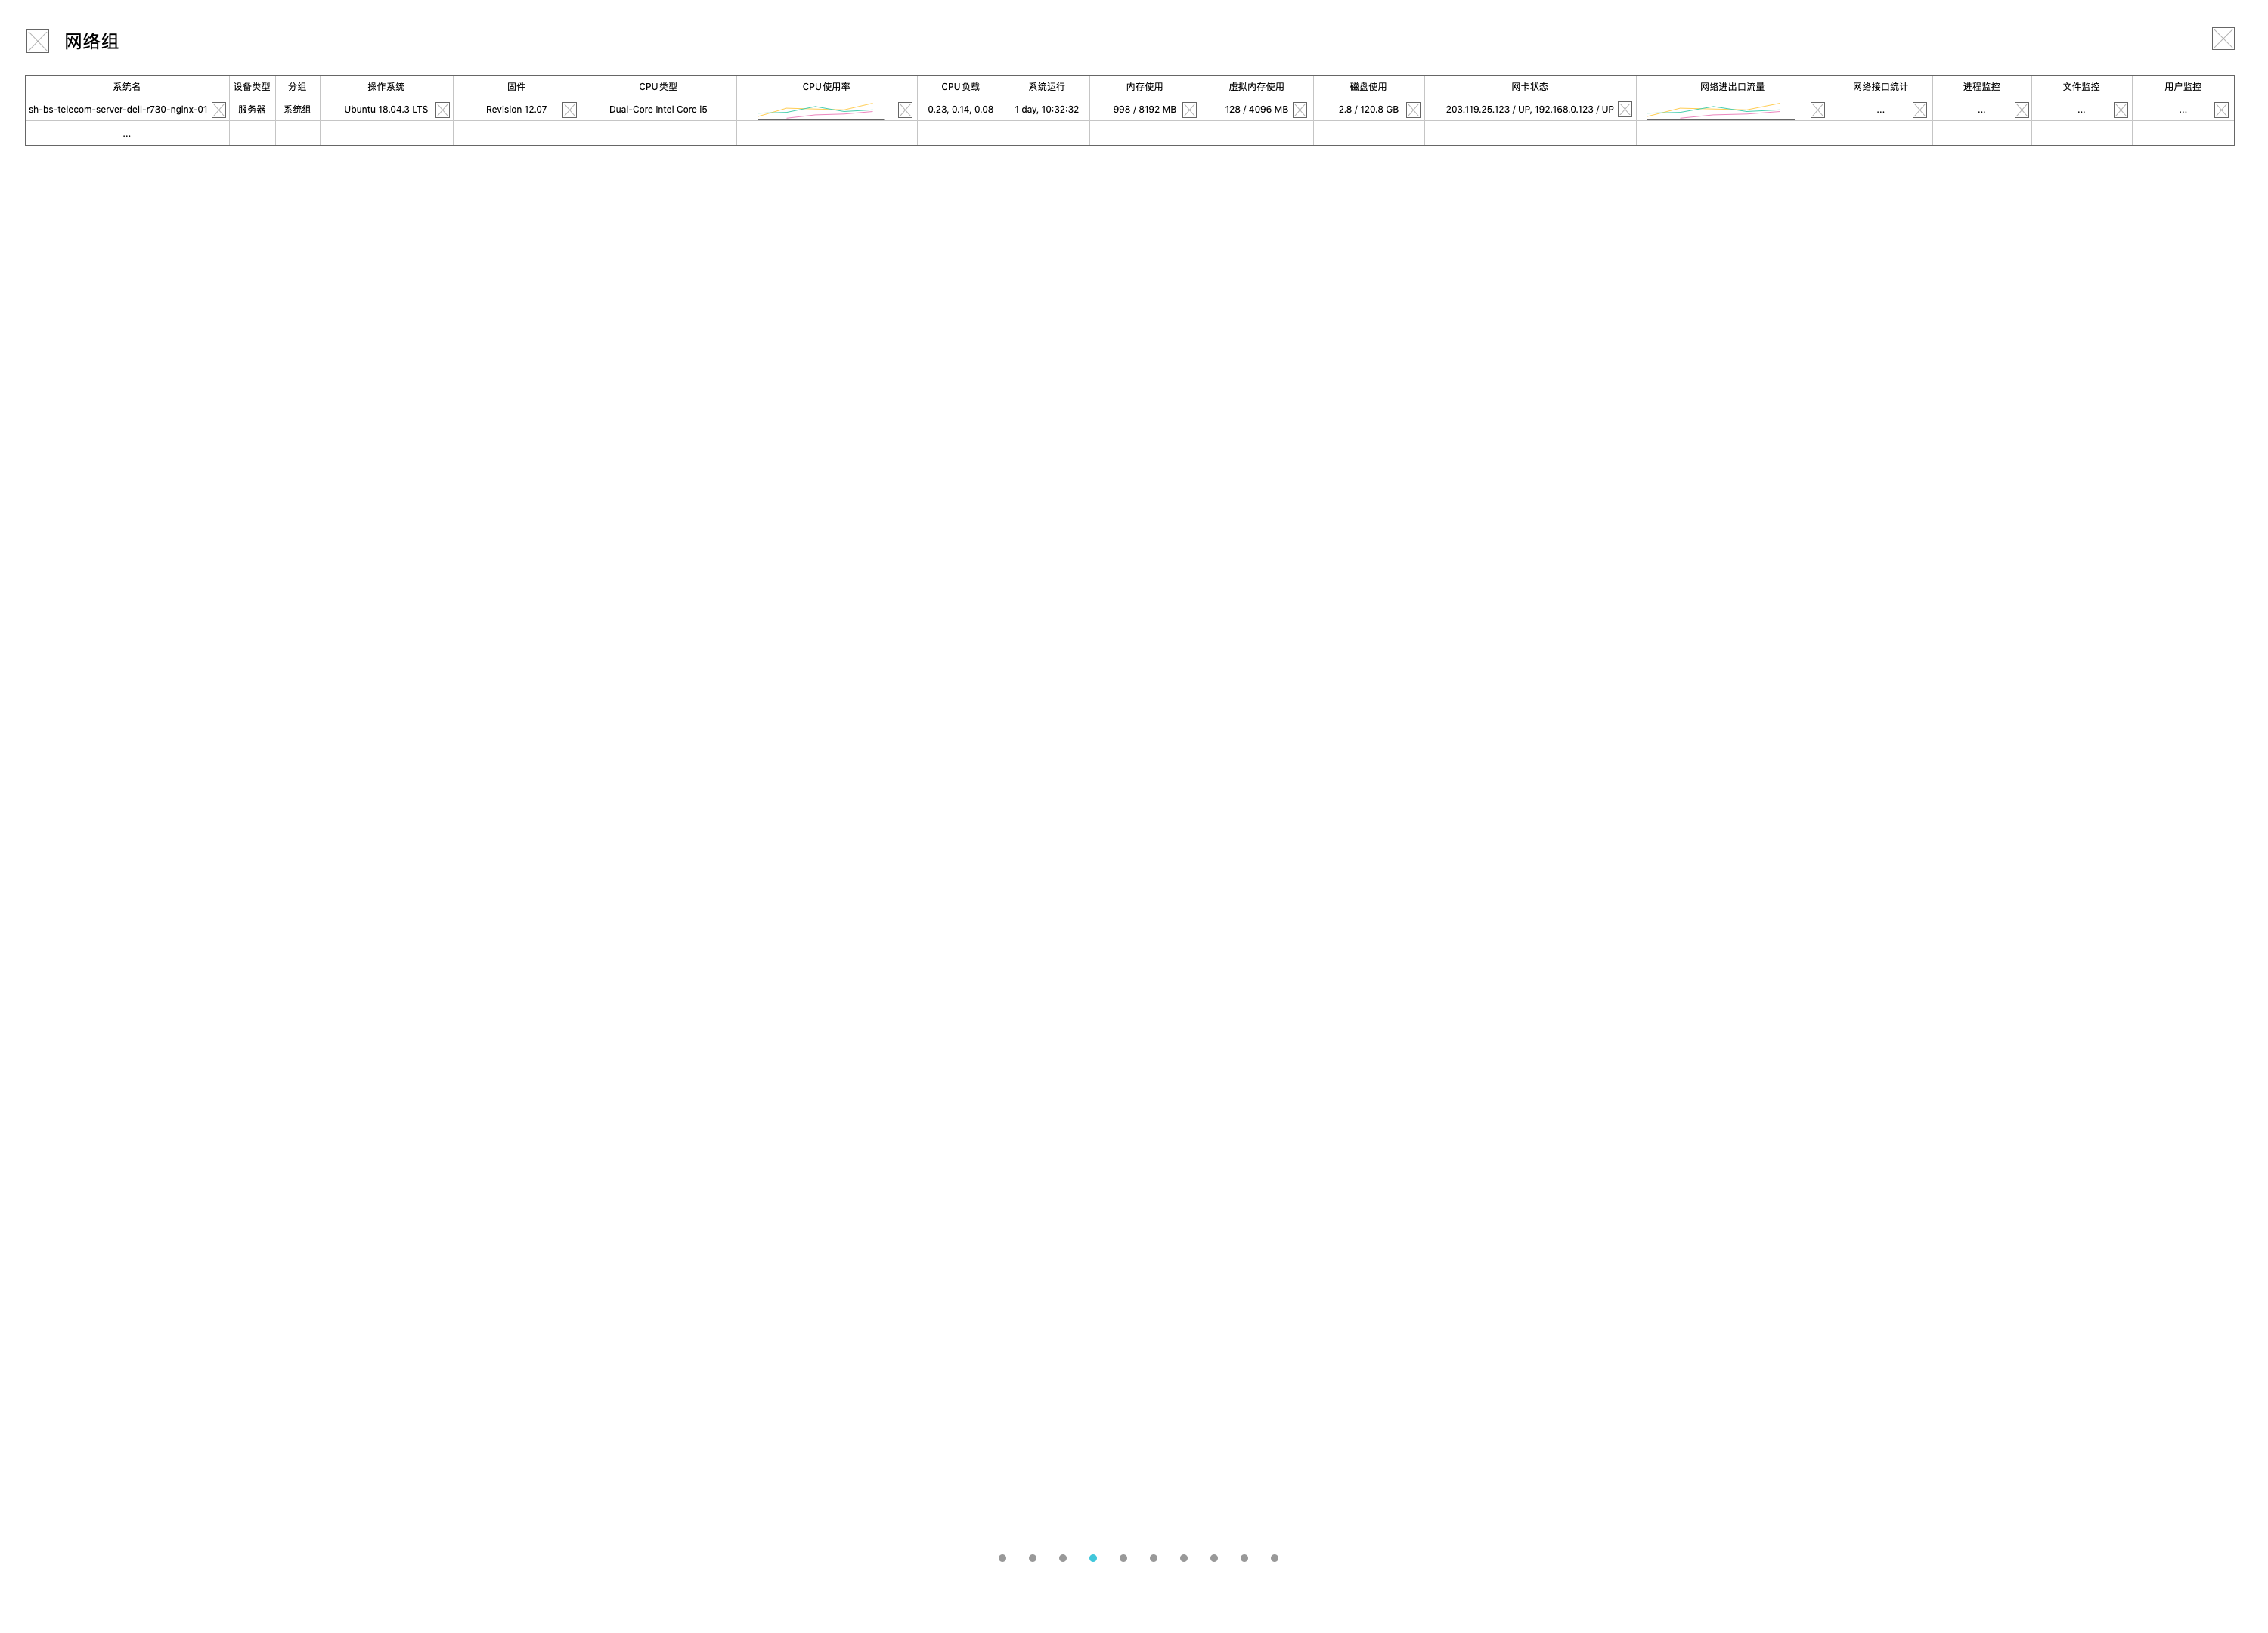 网络组
系统名 设备类型 分组 操作系统 固件 CPU类型 CPU使用率 CPU负载 系统运行 内存使用 虚拟内存使用 磁盘使用 网卡状态 网络进出口流量 网络接口统计 进程监控 文件监控 用户监控
sh-bs-telecom-server-dell-r730-nginx-01 服务器 系统组 Ubuntu 18.04.3 LTS Revision 12.07 Dual-Core Intel Core i5 0.23, 0.14, 0.08 1 day, 10:32:32 998 / 8192 MB 128 / 4096 MB 2.8 / 120.8 GB 203.119.25.123 / UP, 192.168.0.123 / UP ... ... ... ...
...